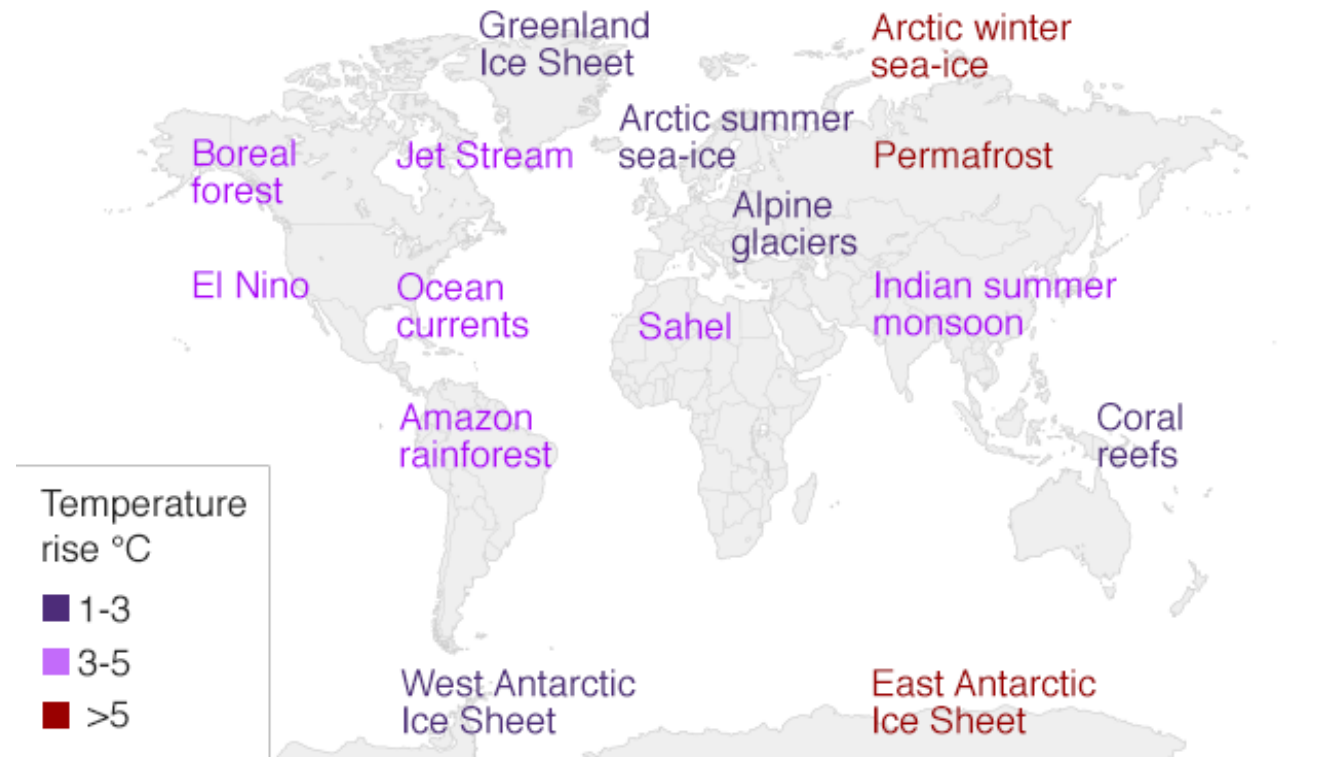 Greenland
Ice Sheet
Arctic winter
sea-ice
Arctic summer
sea-ice
Boreal
forest
Jet Stream
Permafrost
Alpine
glaciers
El Nino
Ocean
currents
Sahel
Indian summer
monsoon
Amazon
rainforest
Coral
reefs
Temperature
rise °C
1-3
3-5
>5
West Antarctic
Ice Sheet
East Antarctic
Ice Sheet